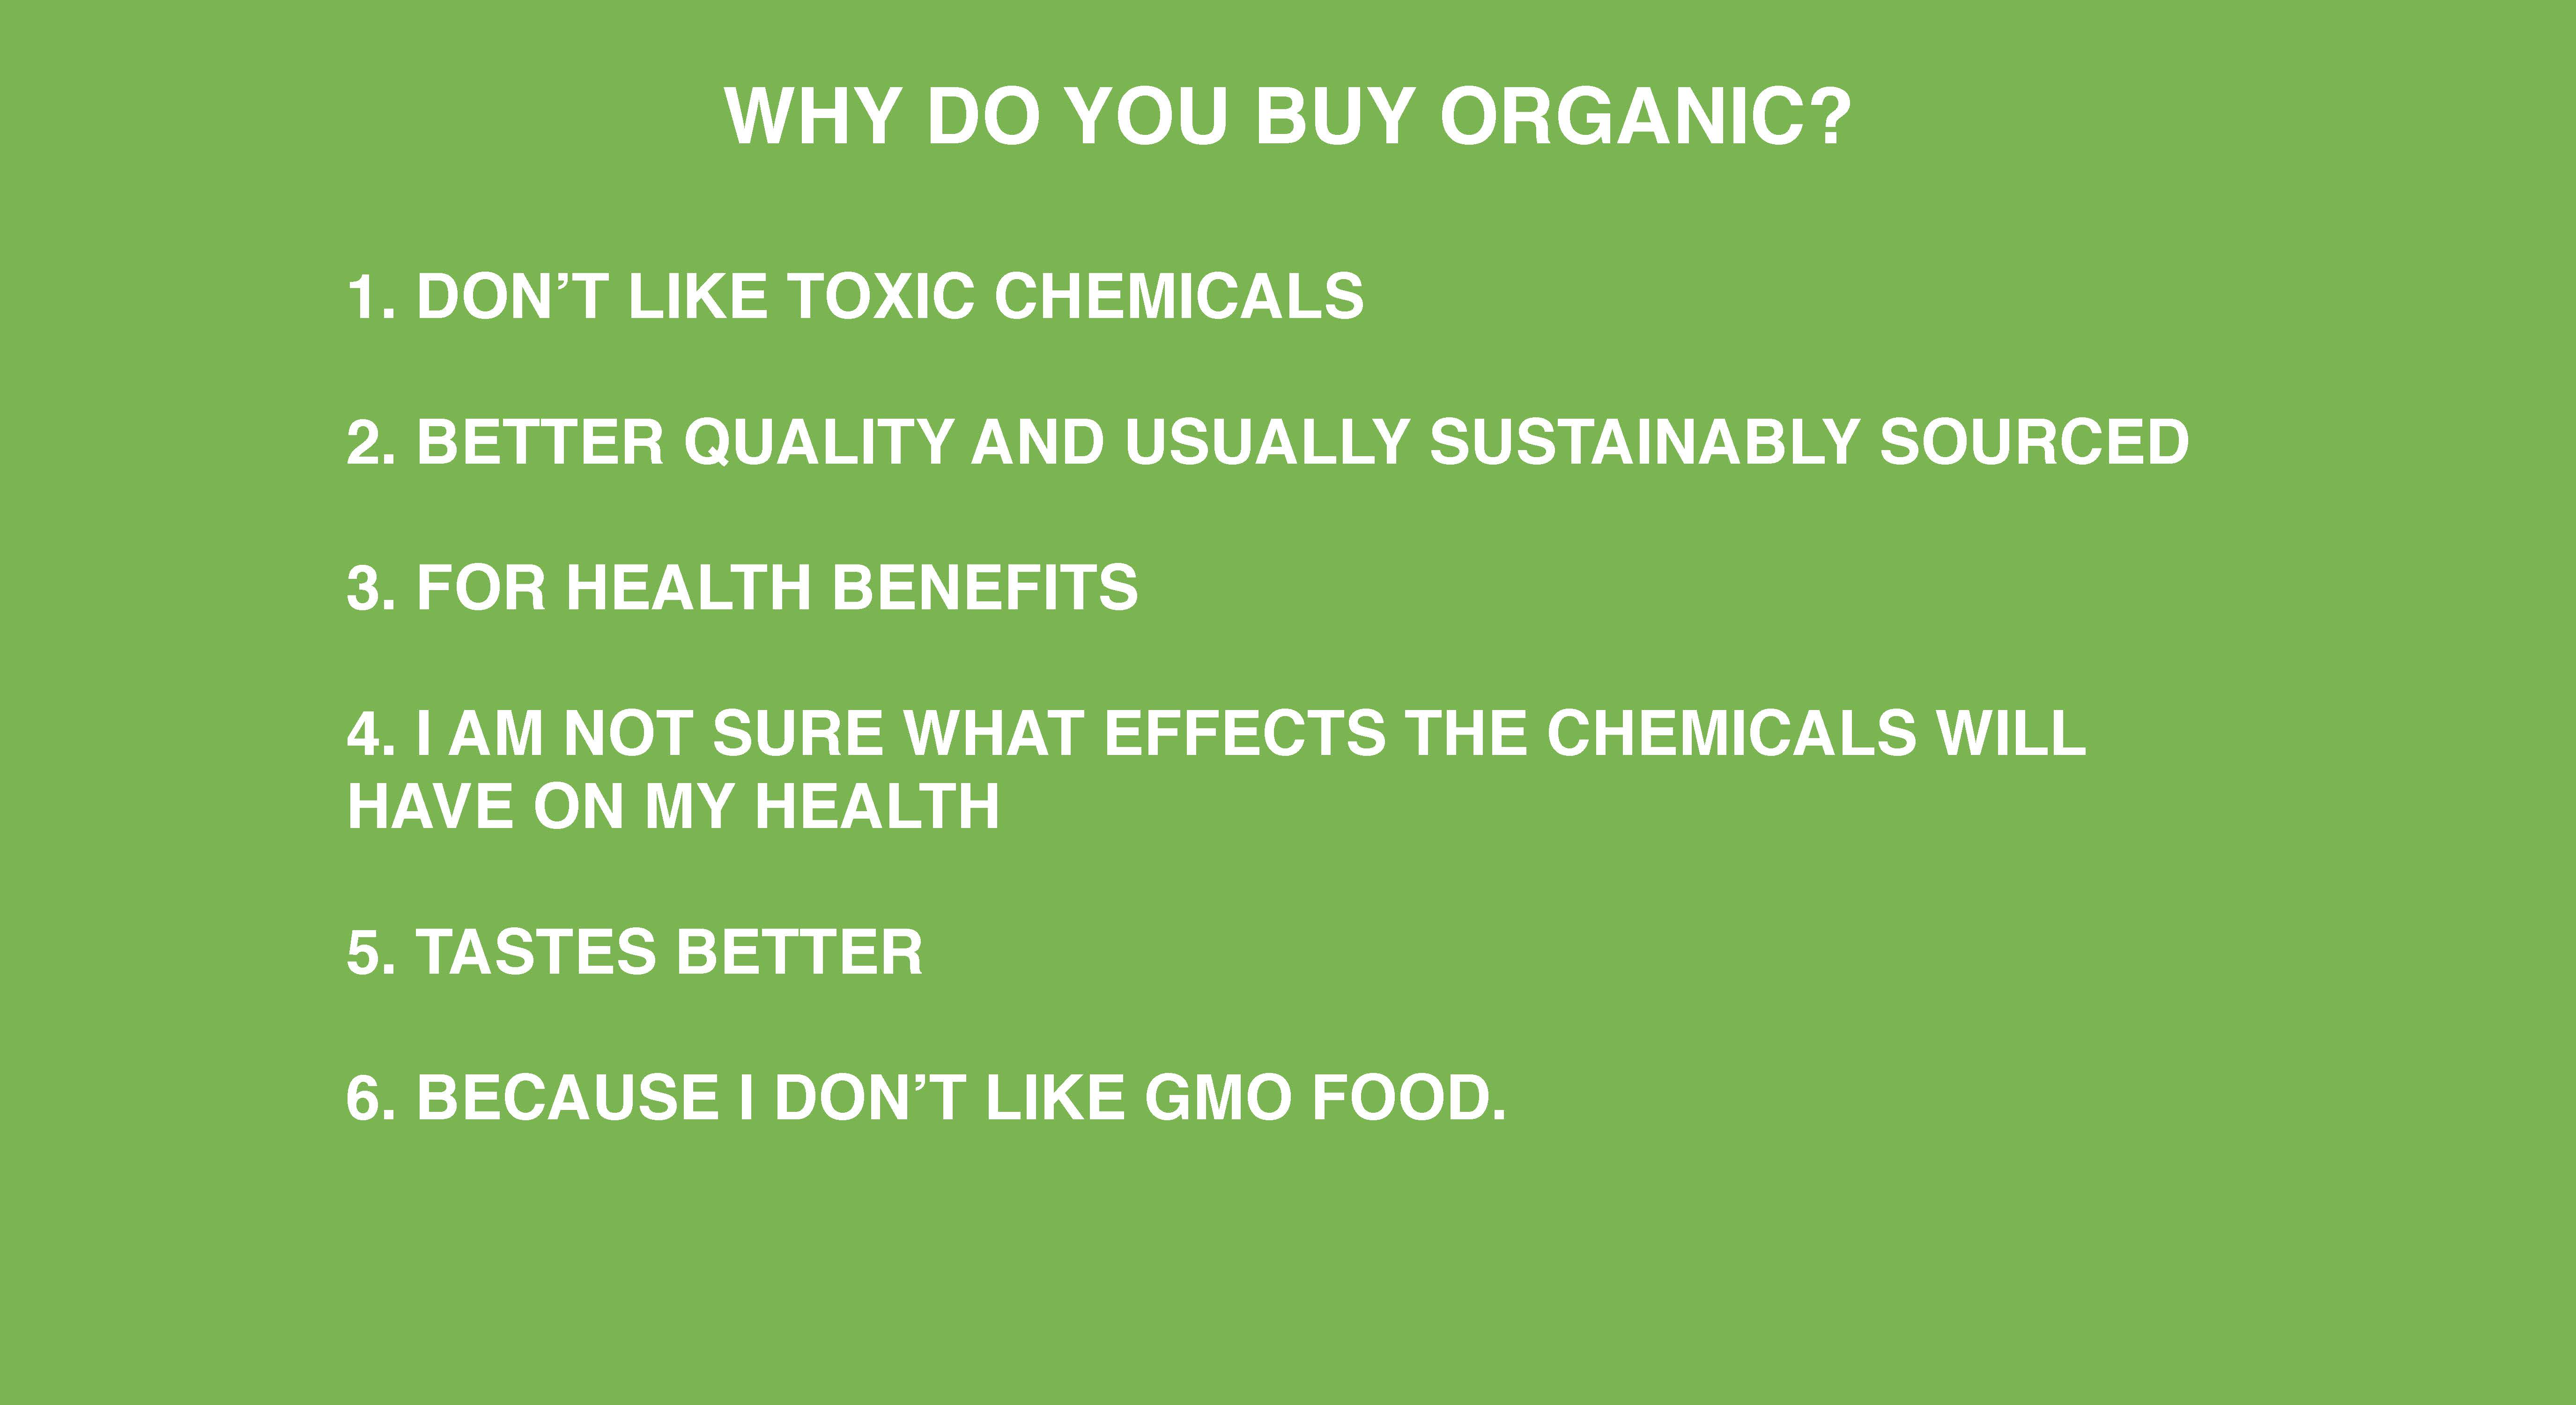 WHY DO YOU BUY ORGANIC?
1. DON’T LIKE TOXIC CHEMICALS
2. BETTER QUALITY AND USUALLY SUSTAINABLY SOURCED
3. FOR HEALTH BENEFITS
4. I AM NOT SURE WHAT EFFECTS THE CHEMICALS WILL
HAVE ON MY HEALTH
5. TASTES BETTER
6. BECAUSE I DON’T LIKE GMO FOOD.